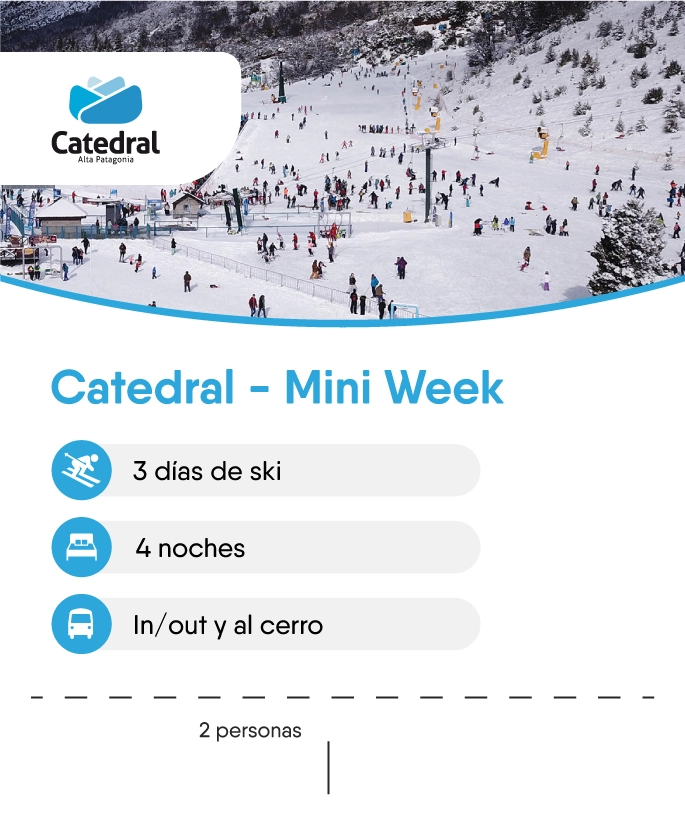 Catedral
Alta Patagonia
Catedral - Mini Week
3 días de ski
4 noches
In/out y al cerro
2 personas